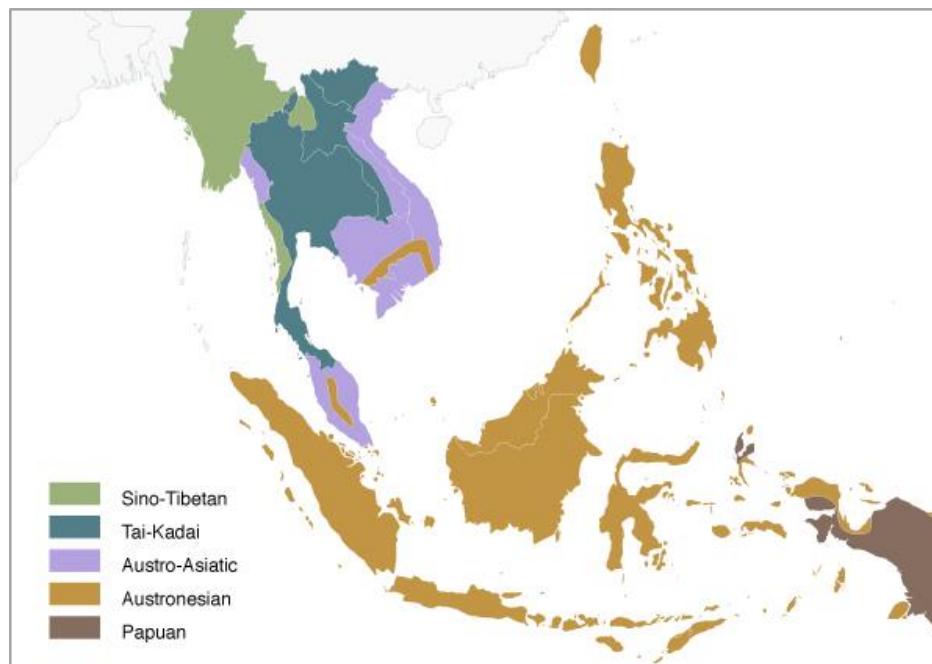 Sino-Tibetan
Tai-Kadai
Austro-Asiatic
Austronesian
Papuan